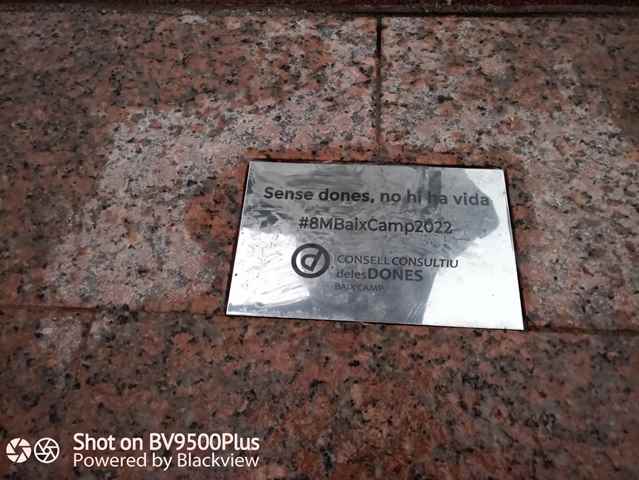 Sense dones, no hi ha vida
#8MBaixCamp2022
CONSELL CONSULTIU
de les DONES
BAIX CAMP
Shot on BV9500Plus
Powered by Blackview